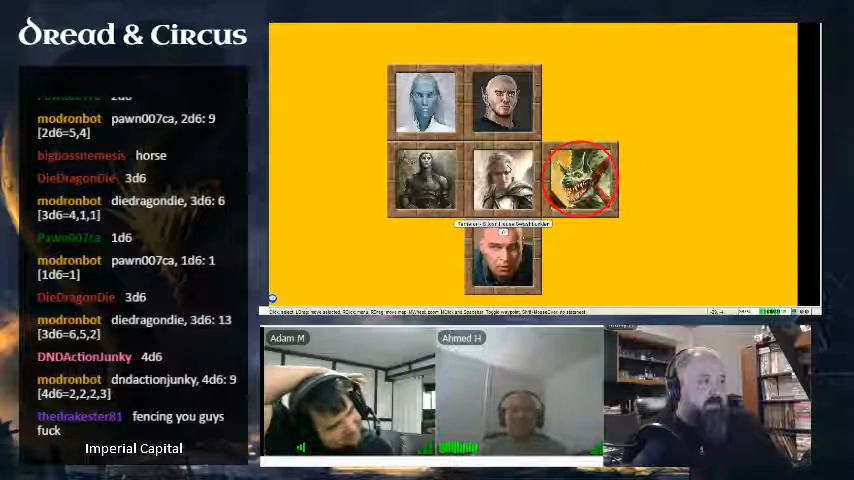 Dread & Circus
modronbot pawn007ca, 2d6: 9
[2d6=5,4]
bigbossnemesis horse
DieDragonDie 3d6
modronbot diedragondie, 3d6: 6
[3d6=4,1,1]
Pawn007ca 1d6
modronbot pawn007ca, 1d6: 1
[1d6=1]
DieDragonDie 3d6
modronbot diedragondie, 3d6: 13
[3d6=6,5,2]
DNDActionJunky 4d6
modronbot dndactionjunky, 4d6: 9
[4d6=2,2,2,3]
thedrakester81 fencing you guys
fuck
Imperial Capital
Adam M
Ahmed H